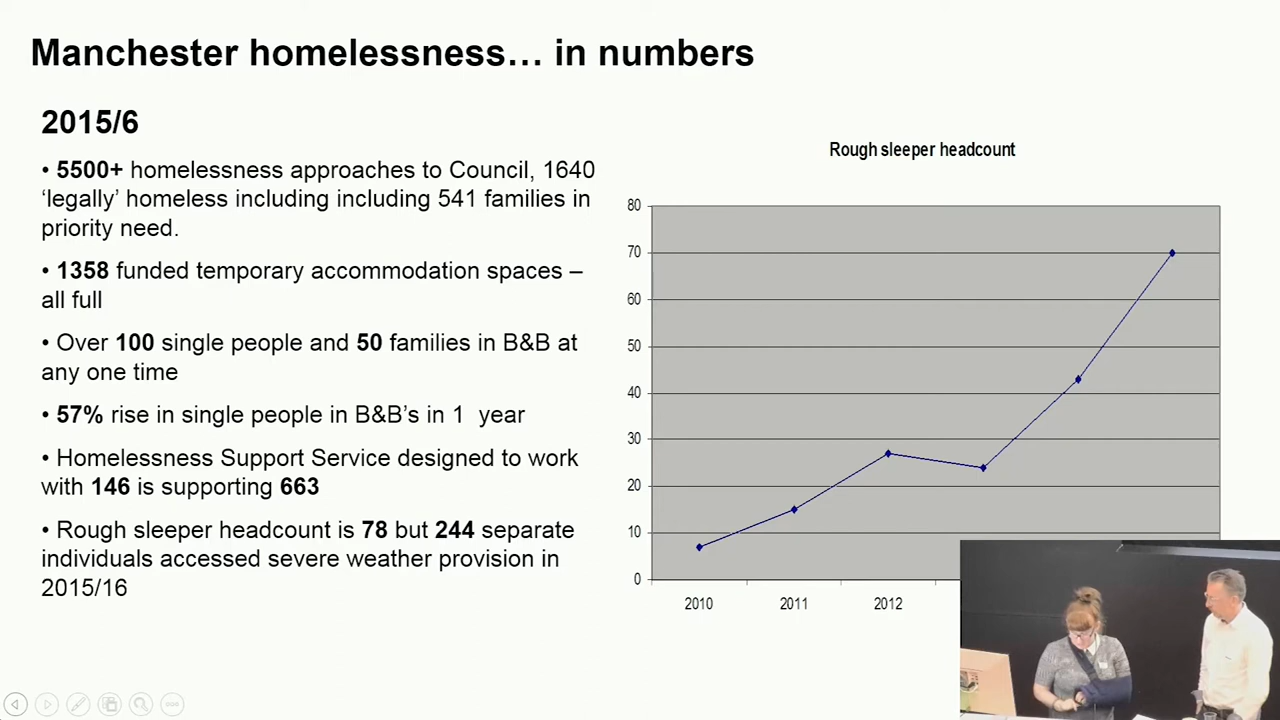 Manchester homelessness… in numbers
2015/6
• 5500+ homelessness approaches to Council, 1640
‘legally’ homeless including including 541 families in
priority need.
• 1358 funded temporary accommodation spaces –
all full
• Over 100 single people and 50 families in B&B at
any one time
• 57% rise in single people in B&B’s in 1  year
• Homelessness Support Service designed to work
with 146 is supporting 663
• Rough sleeper headcount is 78 but 244 separate
individuals accessed severe weather provision in
2015/16
Rough sleeper headcount
80
70
60
50
40
30
20
10
0
2010 2011 2012